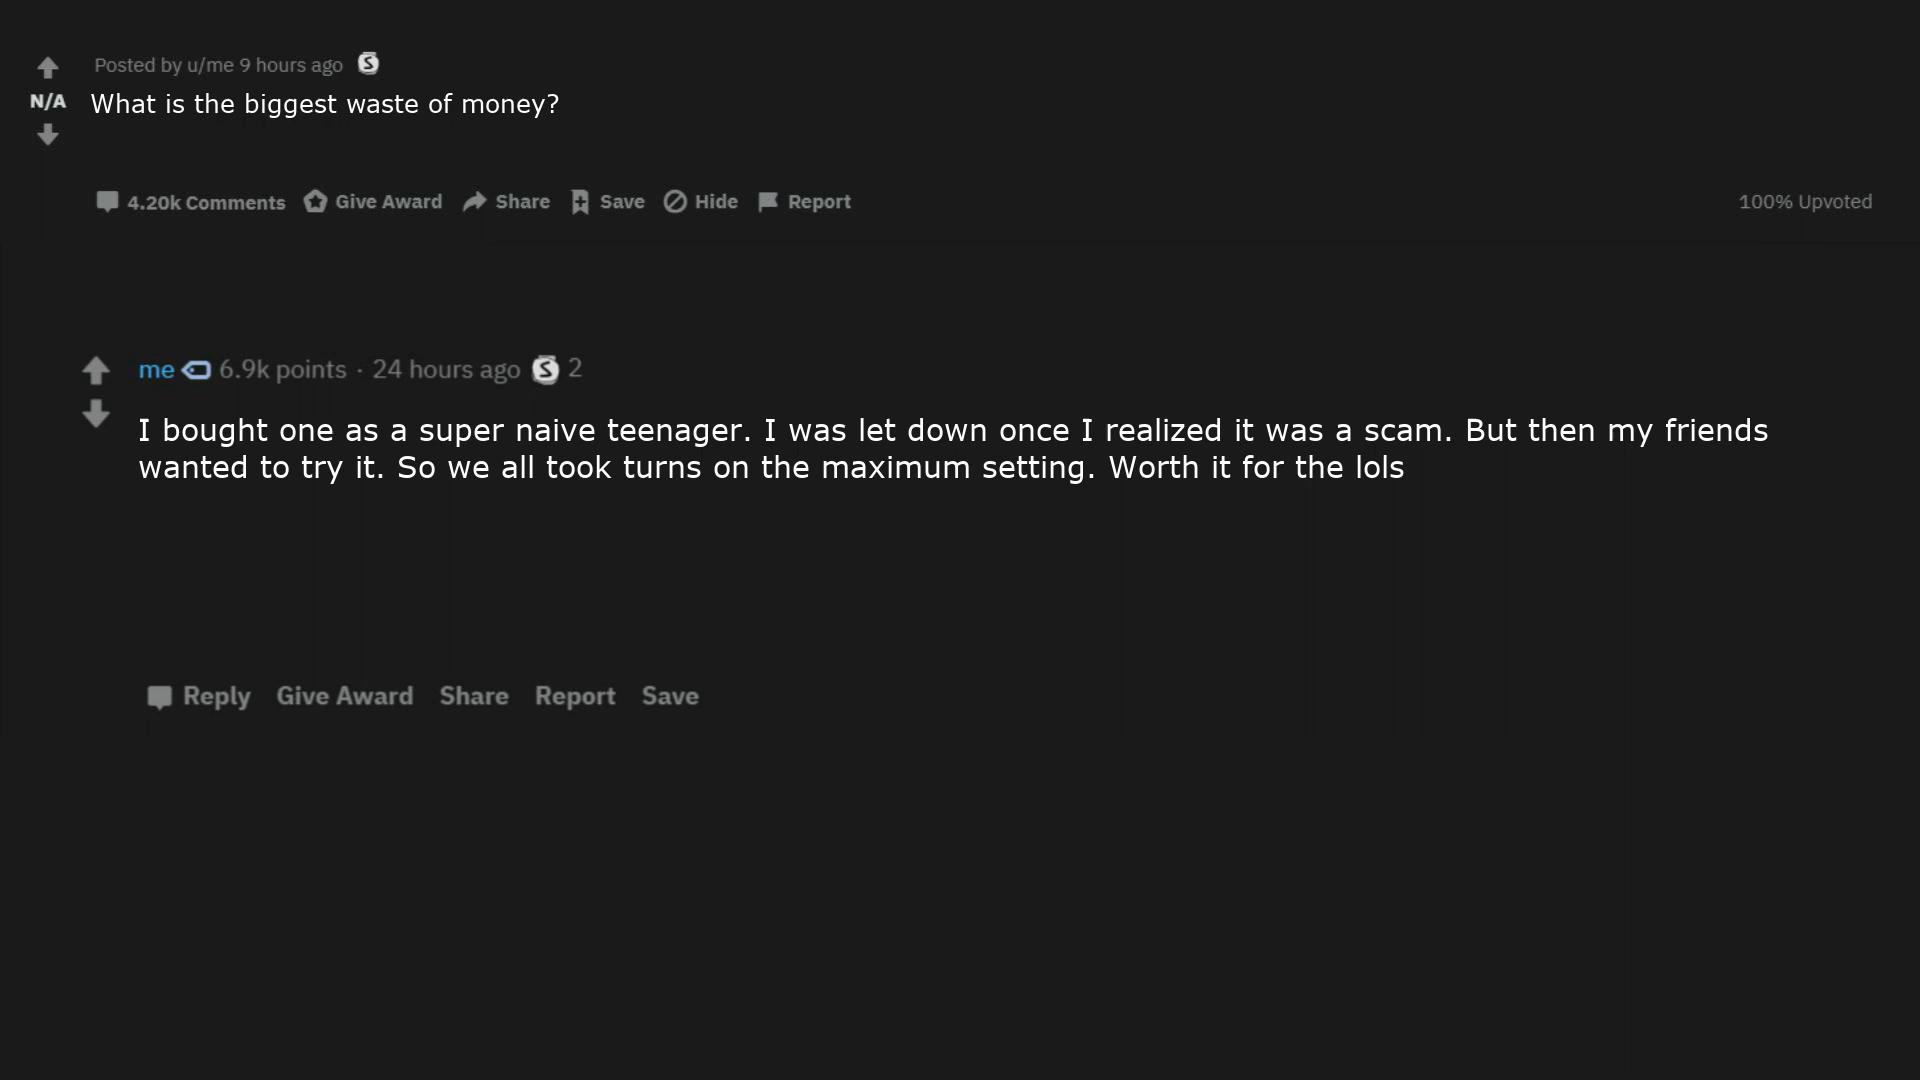 Posted by u/me 9 hours ago S
N/A What is the biggest waste of money?
4.20k Comments Give Award Share Save Hide Report 100% Upvoted
me 6.9k points · 24 hours ago S 2
I bought one as a super naive teenager. I was let down once I realized it was a scam. But then my friends
wanted to try it. So we all took turns on the maximum setting. Worth it for the lols
Reply Give Award Share Report Save